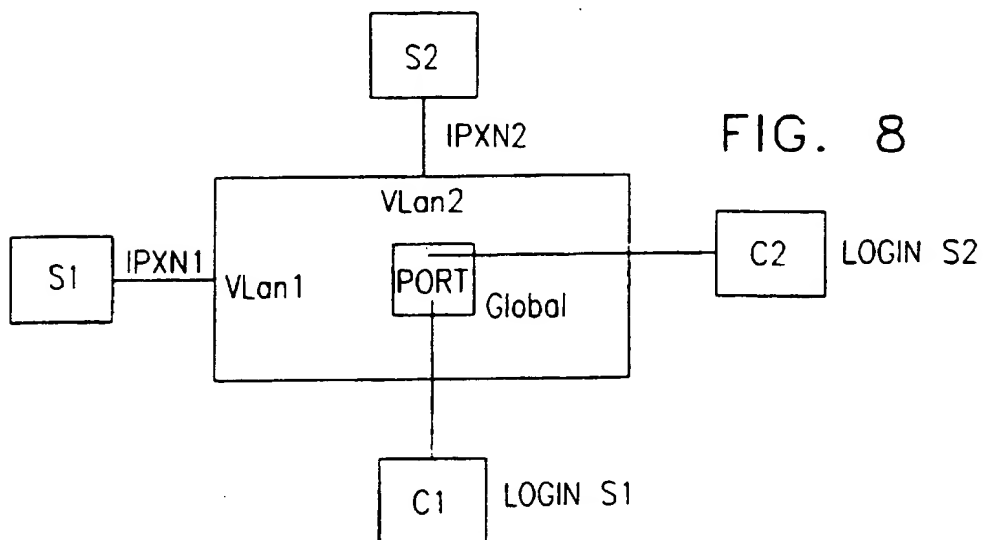 S2
IPXN2
FIG. 8
VLan2
S1
IPXN1
VLan1
PORT
Global
C2
LOGIN S2
C1
LOGIN S1